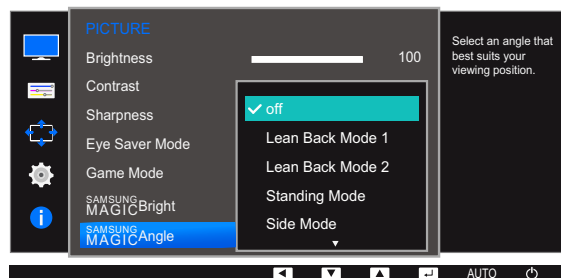 PICTURE
Brightness 100
Contrast
Sharpness
Eye Saver Mode
Game Mode
SAMSUNG
MAGICBright
SAMSUNG
MAGICAngle
off
Lean Back Mode 1
Lean Back Mode 2
Standing Mode
Side Mode
Select an angle that
best suits your
viewing position.
AUTO